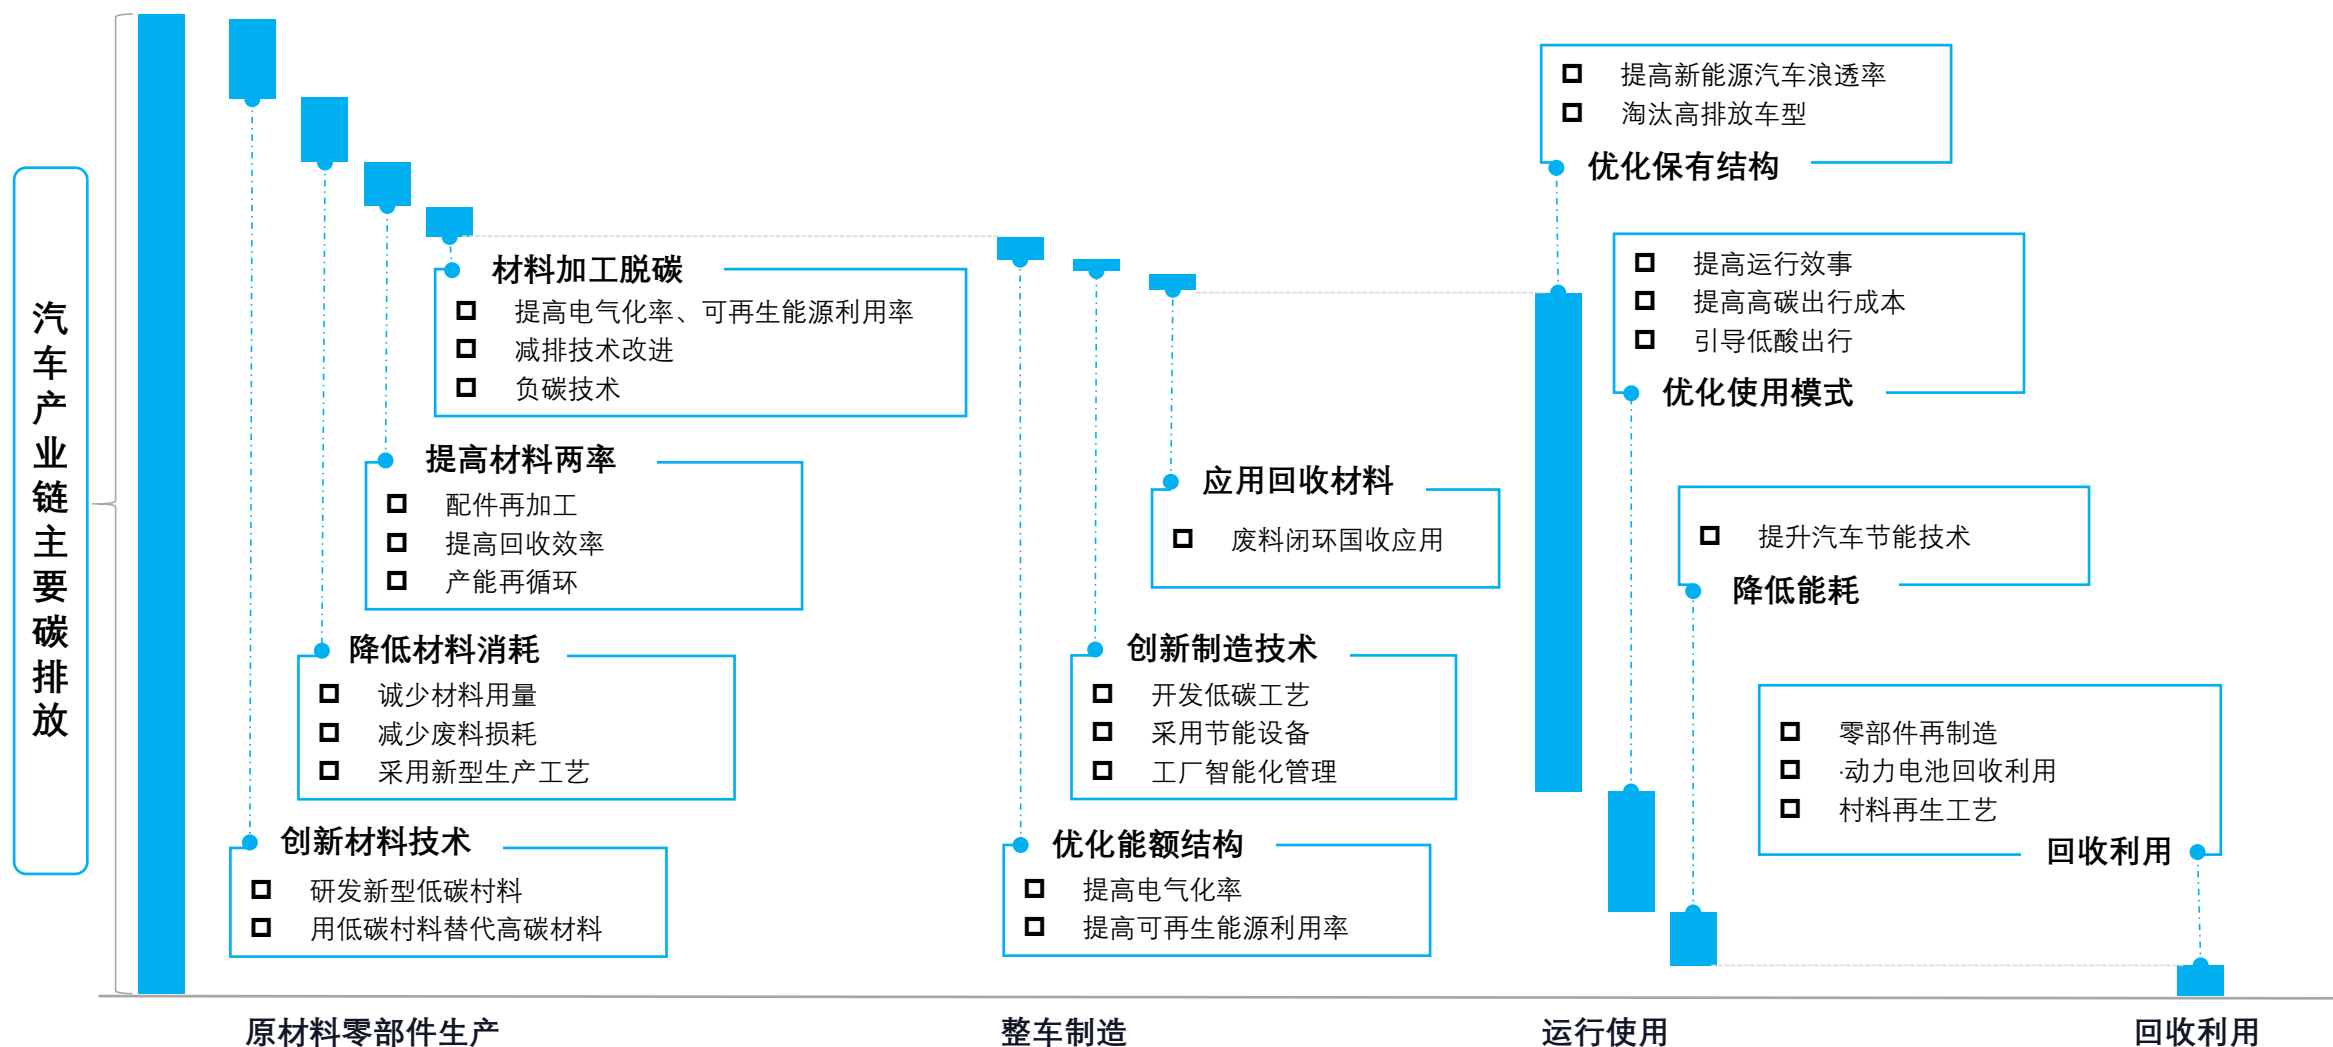 汽车产业链主要碳排放
材料加工脱碳
提高电气化率、可再生能源利用率
减排技术改进
负碳技术
提高材料两率
配件再加工
提高回收效率
产能再循环
降低材料消耗
诚少材料用量
减少废料损耗
采用新型生产工艺
创新材料技术
研发新型低碳村料
用低碳村料替代高碳材料
原材料零部件生产
应用回收材料
废料闭环国收应用
创新制造技术
开发低碳工艺
采用节能设备
工厂智能化管理
优化能额结构
提高电气化率
提高可再生能源利用率
整车制造
提高新能源汽车浪透率
淘汰高排放车型
优化保有结构
提高运行效事
提高高碳出行成本
引导低酸出行
优化使用模式
提升汽车节能技术
降低能耗
运行使用
零部件再制造
·动力电池回收利用
村料再生工艺
回收利用
回收利用